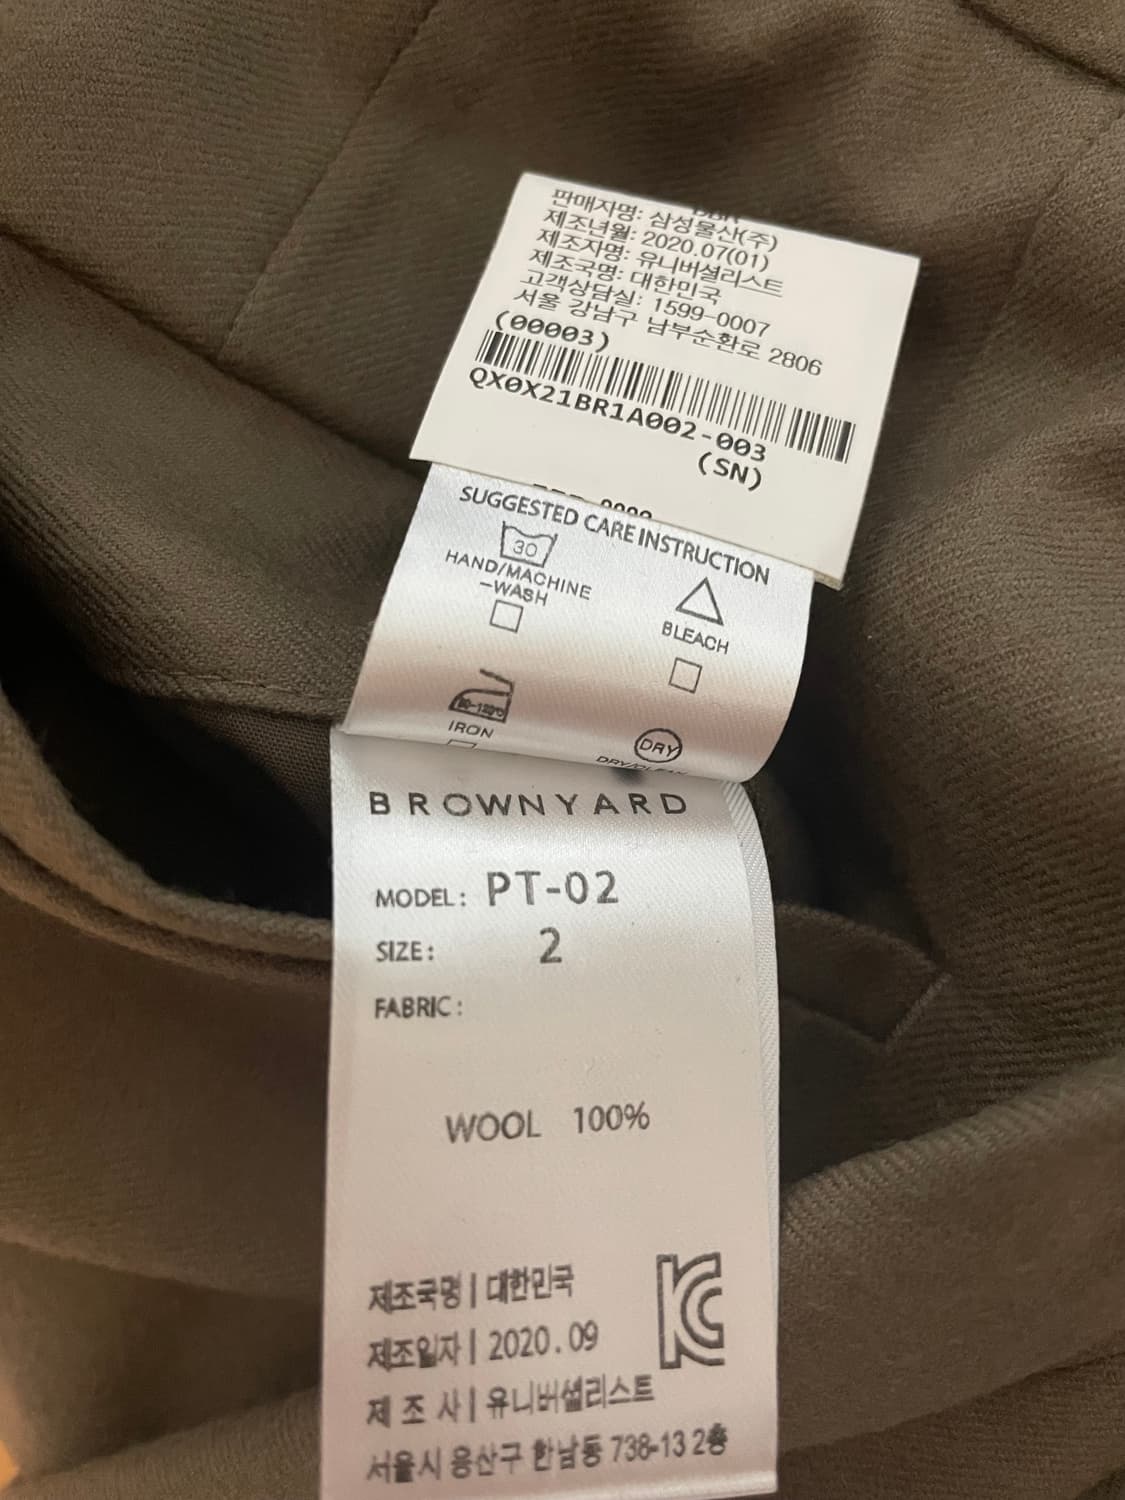 판매자명: 삼성물산(주)
제조년월: 2020.07(01)
제조자명: 유니버셜리스트
제조국명: 대한민국
고객상담실: 1599-0007
서울 강남구 남부순환로 2806
(00003)
QX0X21BR1A002-003
(SN)
SUGGESTED CARE INSTRUCTION
30
HAND/MACHINE
-WASH
BLEACH
IRON
DRY
BROWNYARD
MODEL: PT-02
SIZE: 2
FABRIC:
WOOL 100%
제조국명 | 대한민국
제조일자 | 2020.09
제 조 사 | 유니버셜리스트
서울시 용산구 한남동 738-13 2층